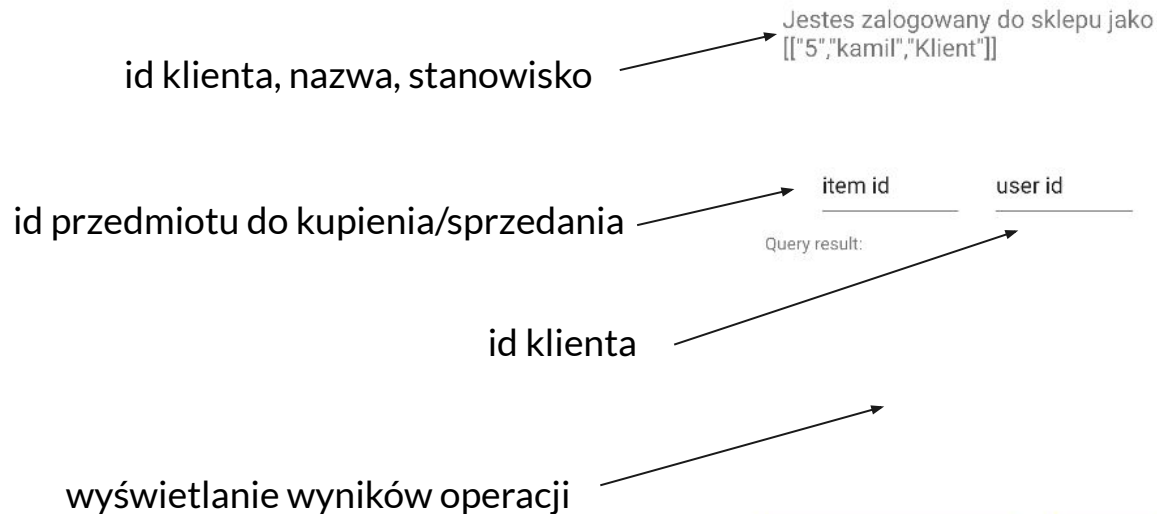 Jestes zalogowany do sklepu jako
[["5","kamil","Klient"]]
id klienta, nazwa, stanowisko
item id
user id
id przedmiotu do kupienia/sprzedania
Query result:
id klienta
wyświetlanie wyników operacji